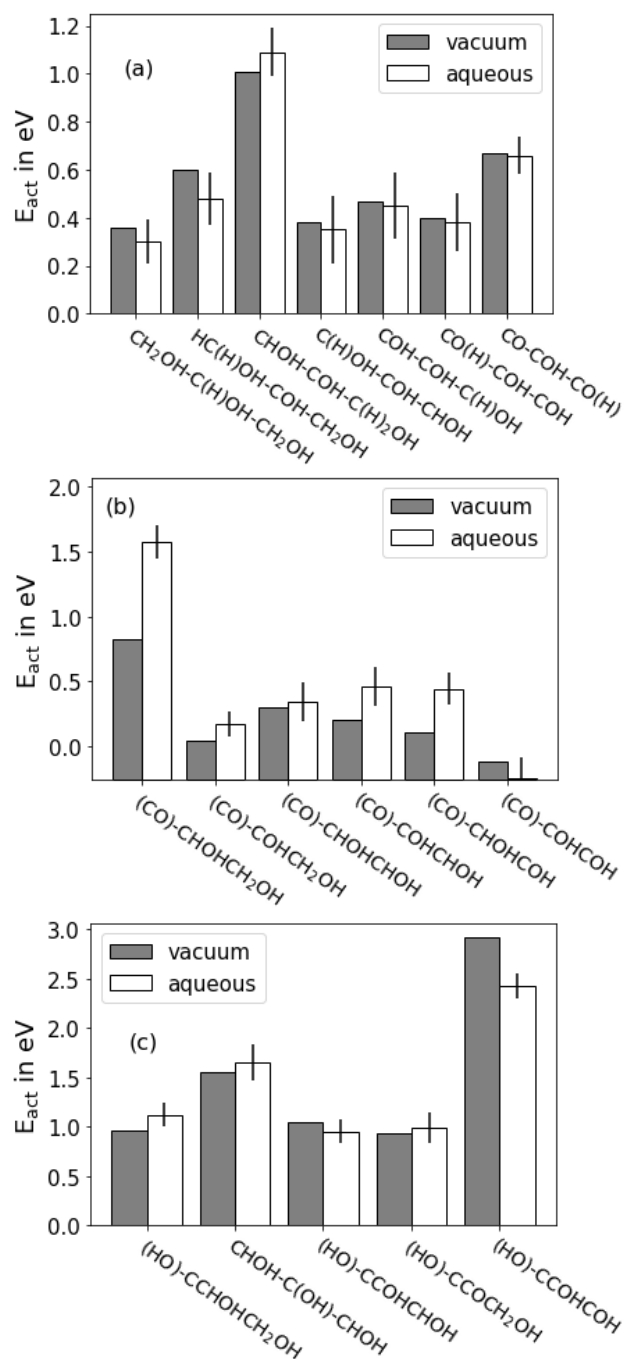 (a)
vacuum
aqueous
E_act in eV
1.2
1.0
0.8
0.6
0.4
0.2
0.0
CH₂OH-C(H)OH-CH₂OH
HC(H)OH-COH-CH₂OH
CHOH-COH-C(H)₂OH
C(H)OH-COH-CHOH
COH-COH-C(H)OH
CO(H)-COH-COH
CO-COH-CO(H)
(b)
vacuum
aqueous
E_act in eV
2.0
1.5
1.0
0.5
0.0
(CO)-CHOHCH₂OH
(CO)-COHCH₂OH
(CO)-CHOHCHOH
(CO)-COHCHOH
(CO)-CHOHCOH
(CO)-COHCOH
vacuum
aqueous
(c)
E_act in eV
3.0
2.5
2.0
1.5
1.0
0.5
0.0
(HO)-CCHOHCH₂OH
CHOH-C(OH)-CHOH
(HO)-CCOHCHOH
(HO)-CCOCH₂OH
(HO)-CCOHCOH